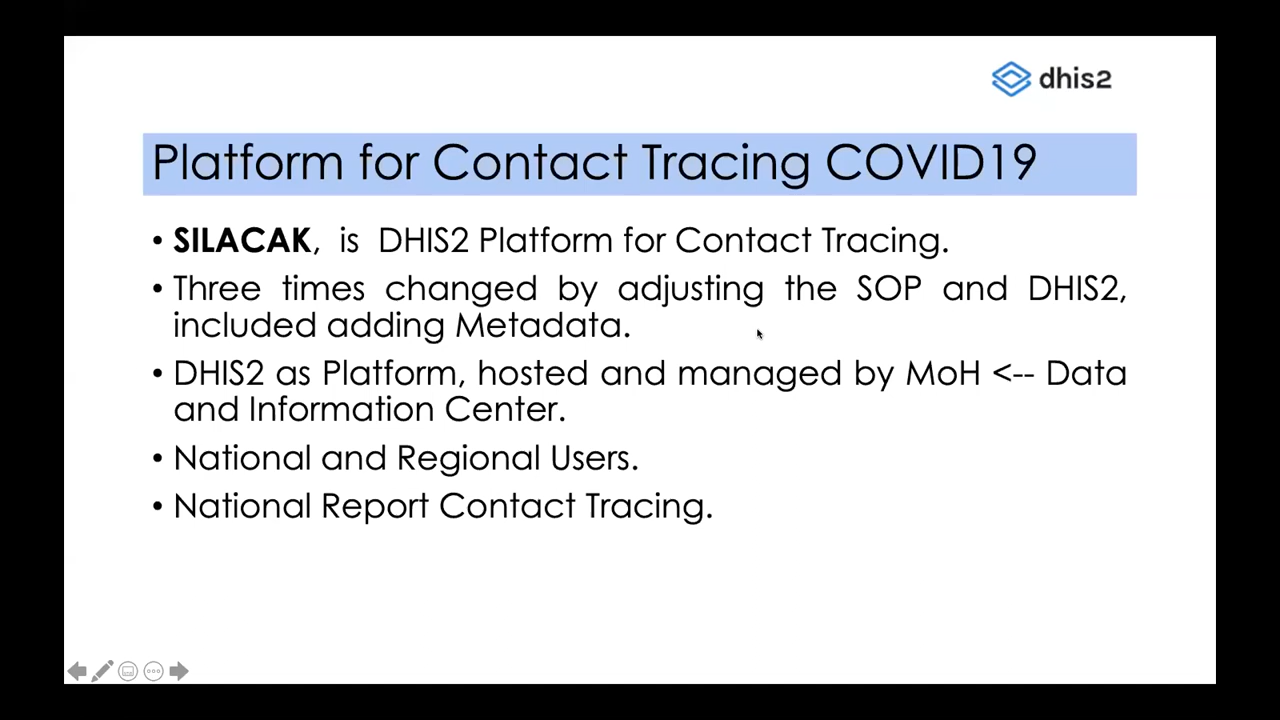 dhis2
Platform for Contact Tracing COVID19
• SILACAK, is DHIS2 Platform for Contact Tracing.
• Three times changed by adjusting the SOP and DHIS2,
included adding Metadata.
• DHIS2 as Platform, hosted and managed by MoH <-- Data
and Information Center.
• National and Regional Users.
• National Report Contact Tracing.